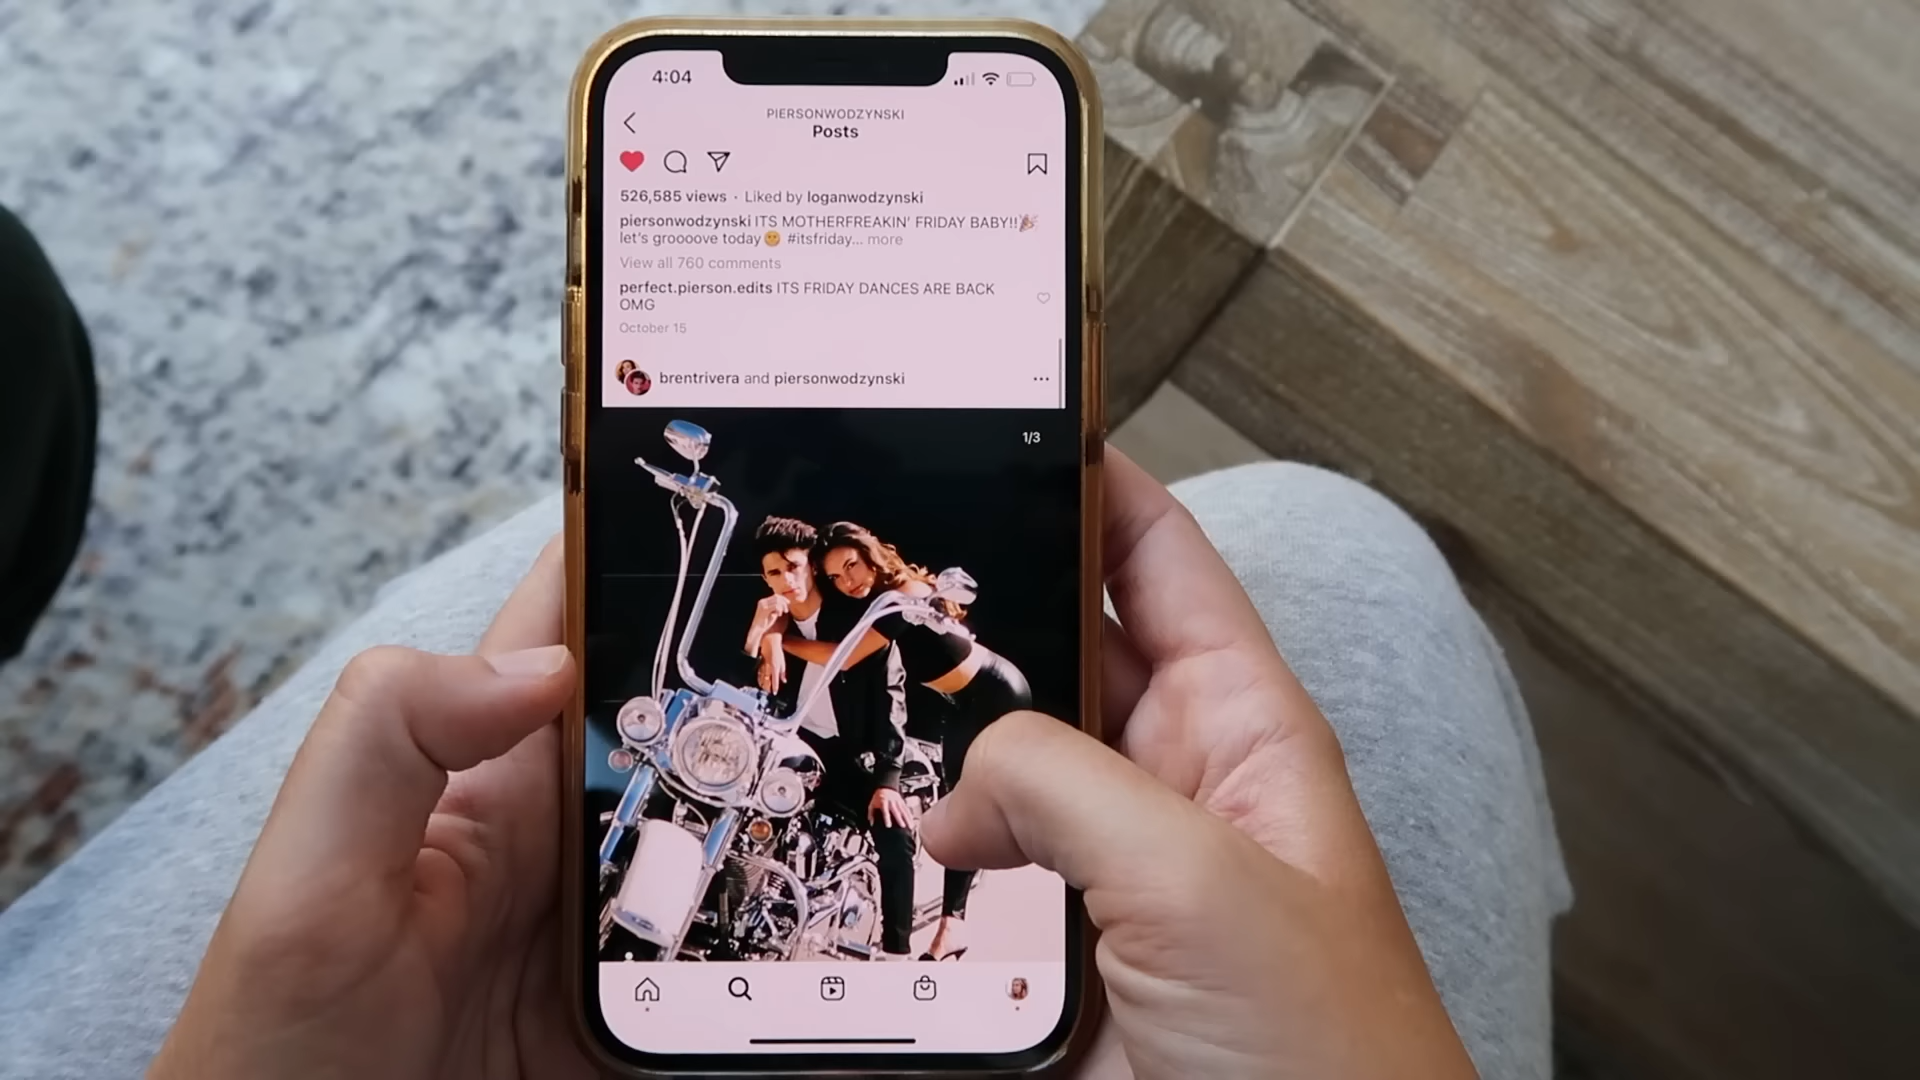 4:04
PIERSONWODZYNSKI
Posts
526,585 views · Liked by loganwodzynski
piersonwodzynski ITS MOTHERFREAKIN' FRIDAY BABY!!🎉
let's groooove today😬 #itsfriday... more
View all 760 comments
perfect.pierson.edits ITS FRIDAY DANCES ARE BACK
OMG
October 15
brentrivera and piersonwodzynski
1/3